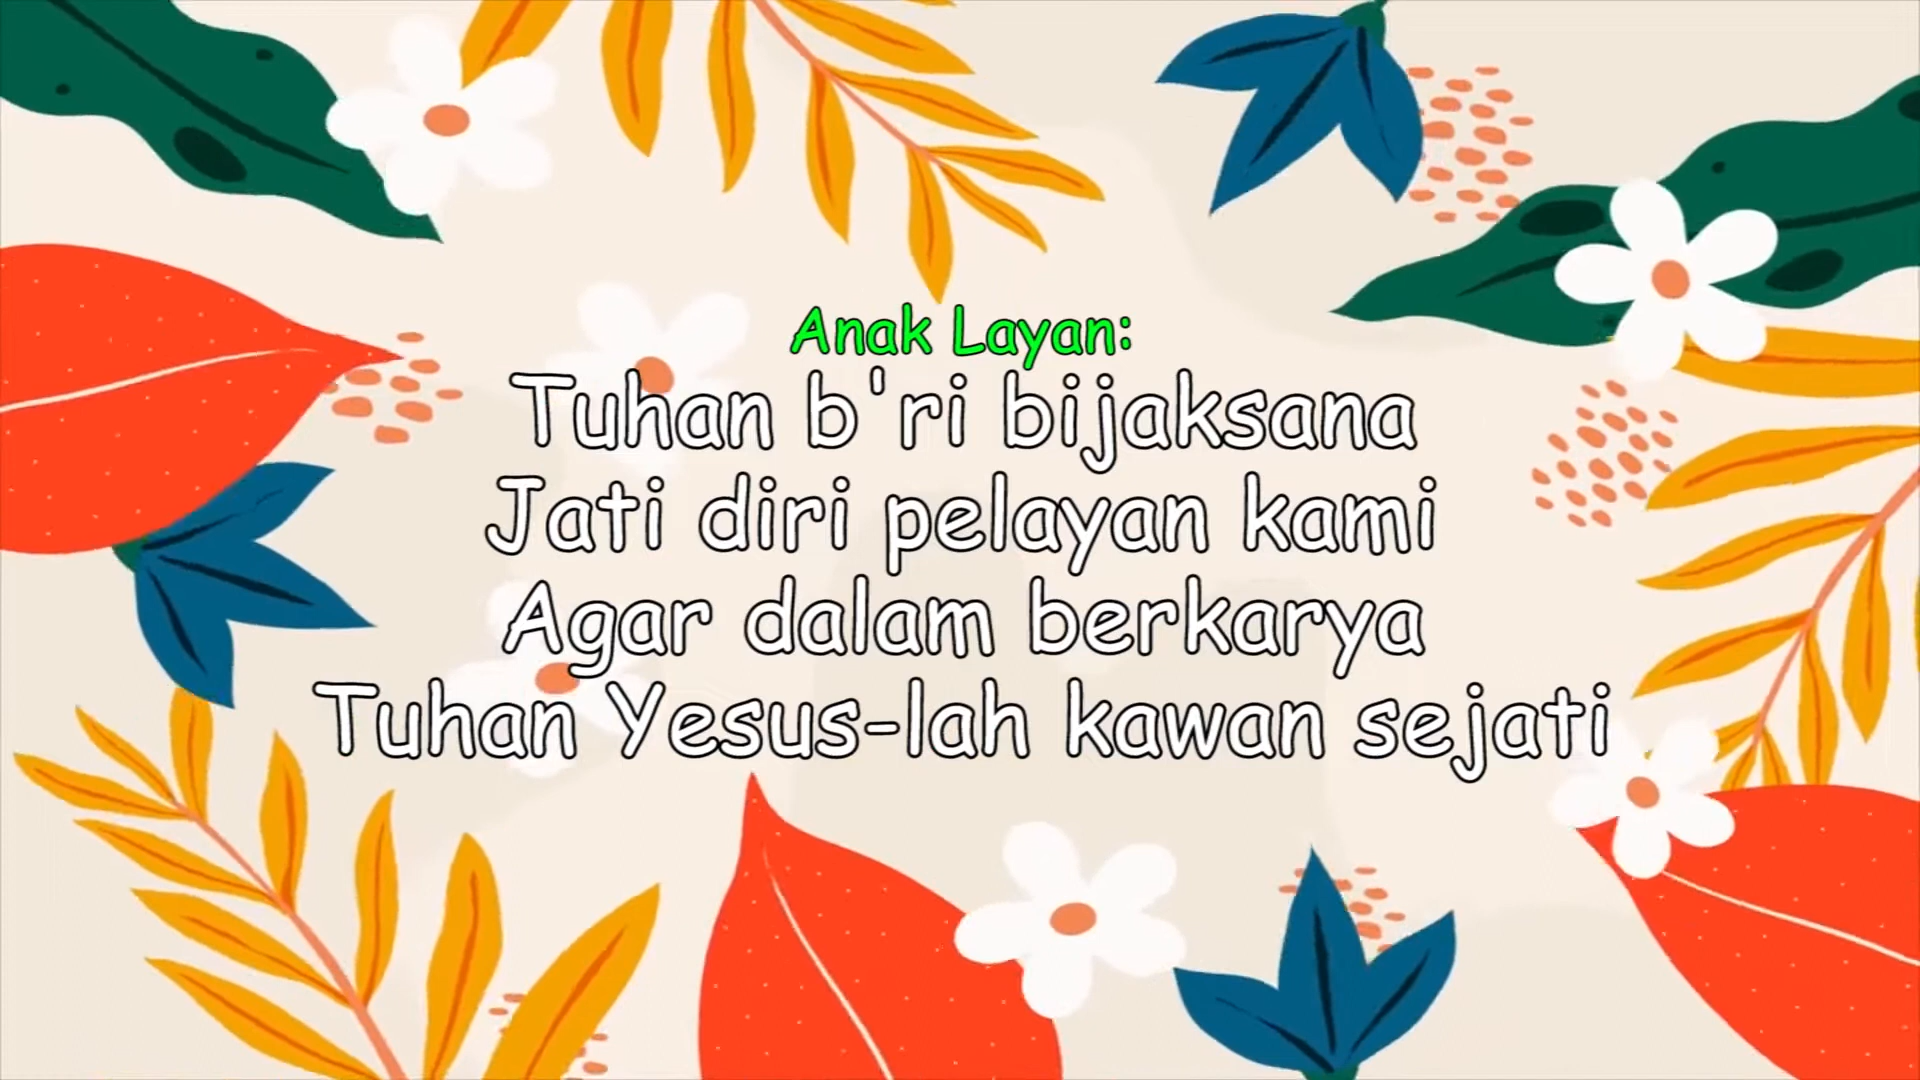 Anak Layan:
Tuhan b'ri bijaksana
Jati diri pelayan kami
Agar dalam berkarya
Tuhan Yesus-lah kawan sejati